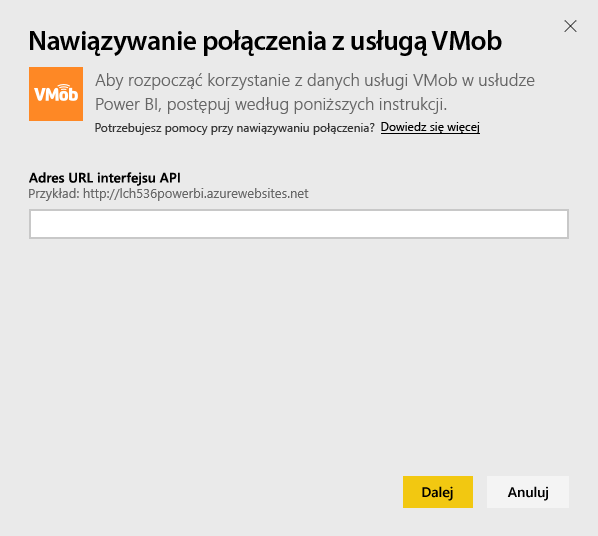 Nawiązywanie połączenia z usługą VMob
VMob
Aby rozpocząć korzystanie z danych usługi VMob w usłudze
Power BI, postępuj według poniższych instrukcji.
Potrzebujesz pomocy przy nawiązywaniu połączenia? Dowiedz się więcej
Adres URL interfejsu API
Przykład: http://lch536powerbi.azurewebsites.net
Dalej
Anuluj